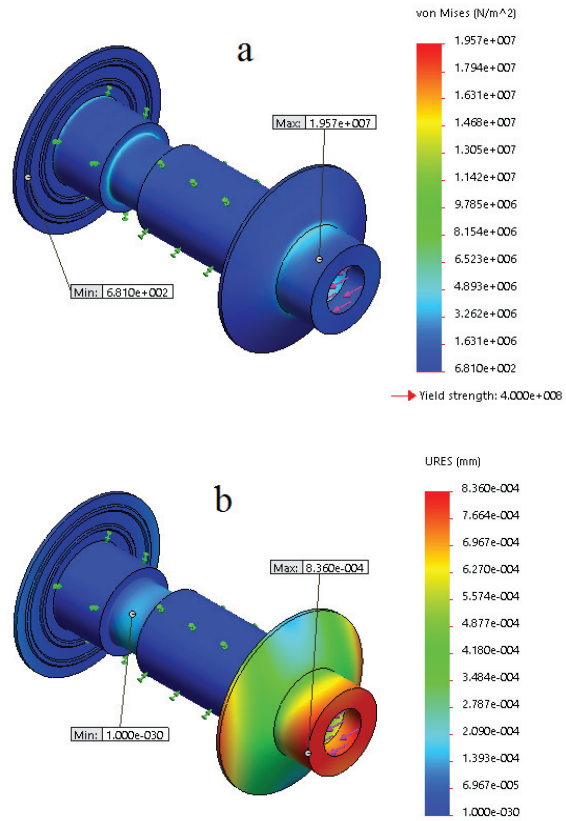 von Mises (N/m^2)
a
1.957e+007
1.794e+007
1.631e+007
1.468e+007
1.305e+007
1.142e+007
9.785e+006
8.154e+006
6.523e+006
4.893e+006
3.262e+006
1.631e+006
6.810e+002
Max: 1.957e+007
Min: 6.810e+002
Yield strength: 4.000e+008
URES (mm)
b
8.360e-004
7.664e-004
6.967e-004
6.270e-004
5.574e-004
4.877e-004
4.180e-004
3.484e-004
2.787e-004
2.090e-004
1.393e-004
6.967e-005
1.000e-030
Max: 8.360e-004
Min: 1.000e-030